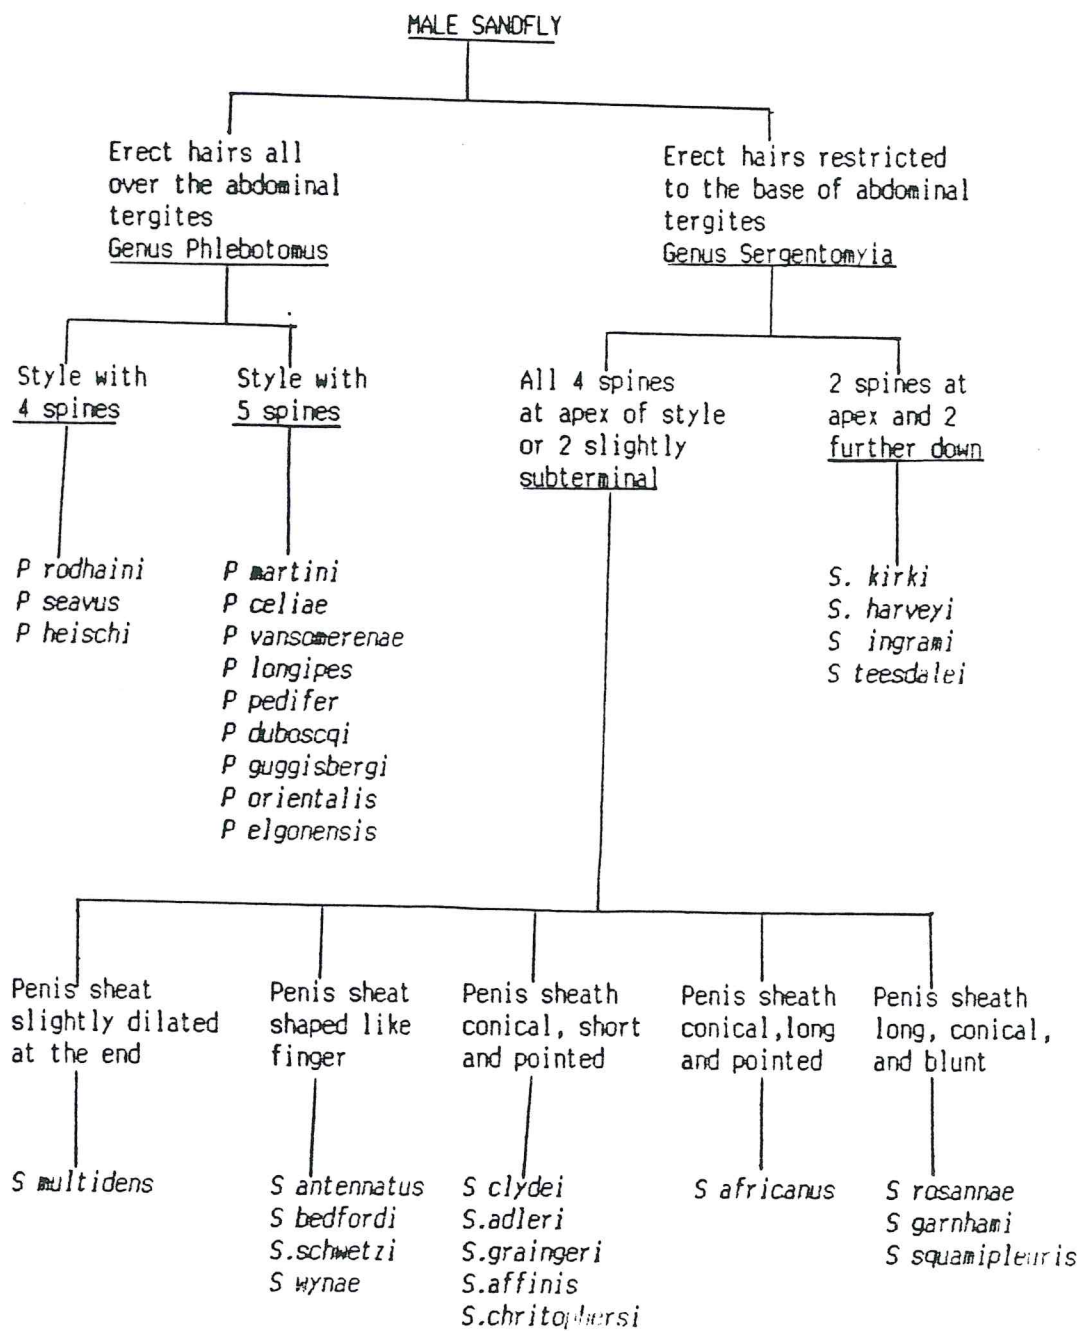 MALE SANDFLY
Erect hairs all
over the abdominal
tergites
Genus Phlebotomus
Erect hairs restricted
to the base of abdominal
tergites
Genus Sergentomyia
Style with
4 spines
Style with
5 spines
All 4 spines
at apex of style
or 2 slightly
subterminal
2 spines at
apex and 2
further down
P rodhaini
P seavus
P heischi
P martini
P celiae
P vansomerenae
P longipes
P pedifer
P duboscqi
P guggisbergi
P orientalis
P elgonensis
S. kirki
S. harveyi
S ingrami
S teesdalei
Penis sheat
slightly dilated
at the end
Penis sheat
shaped like
finger
Penis sheath
conical, short
and pointed
Penis sheath
conical,long
and pointed
Penis sheath
long, conical,
and blunt
S multidens
S antennatus
S bedfordi
S.schwetzi
S wynae
S clydei
S.adleri
S.graingeri
S.affinis
S.chritophersi
S africanus
S rosannae
S garnhami
S squamipleuris